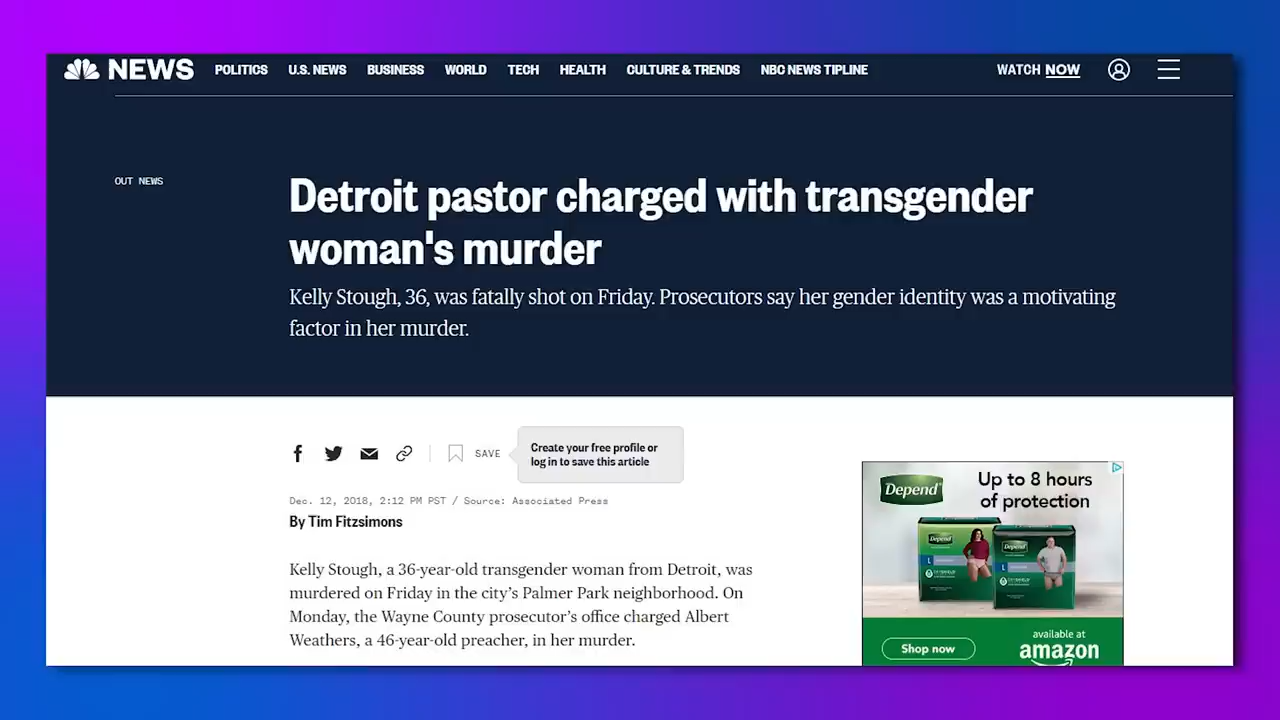 NEWS POLITICS U.S. NEWS BUSINESS WORLD TECH HEALTH CULTURE & TRENDS NBC NEWS TIPLINE WATCH NOW
OUT NEWS
Detroit pastor charged with transgender
woman's murder
Kelly Stough, 36, was fatally shot on Friday. Prosecutors say her gender identity was a motivating
factor in her murder.
SAVE
Create your free profile or
log in to save this article
Dec. 12, 2018, 2:12 PM PST / Source: Associated Press
By Tim Fitzsimons
Kelly Stough, a 36-year-old transgender woman from Detroit, was
murdered on Friday in the city's Palmer Park neighborhood. On
Monday, the Wayne County prosecutor's office charged Albert
Weathers, a 46-year-old preacher, in her murder.
Depend
Up to 8 hours
of protection
Depend
Depend
L
L
Shop now
available at
amazon